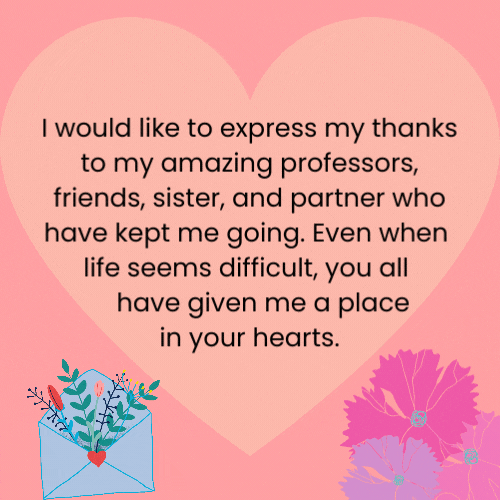 I would like to express my thanks
to my amazing professors,
friends, sister, and partner who
have kept me going. Even when
life seems difficult, you all
have given me a place
in your hearts.